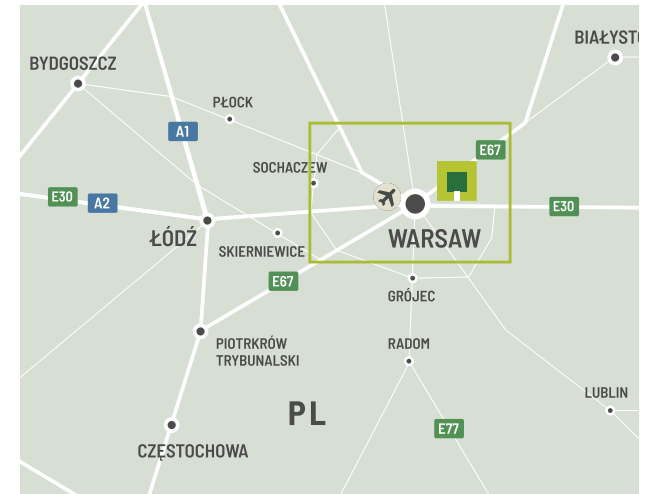 BIAŁYSTO
BYDGOSZCZ
PŁOCK
A1
E67
SOCHACZEW
E30
A2
E30
ŁÓDŹ
WARSAW
SKIERNIEWICE
E67
GRÓJEC
PIOTRKRÓW
TRYBUNALSKI
RADOM
LUBLIN
PL
E77
CZĘSTOCHOWA